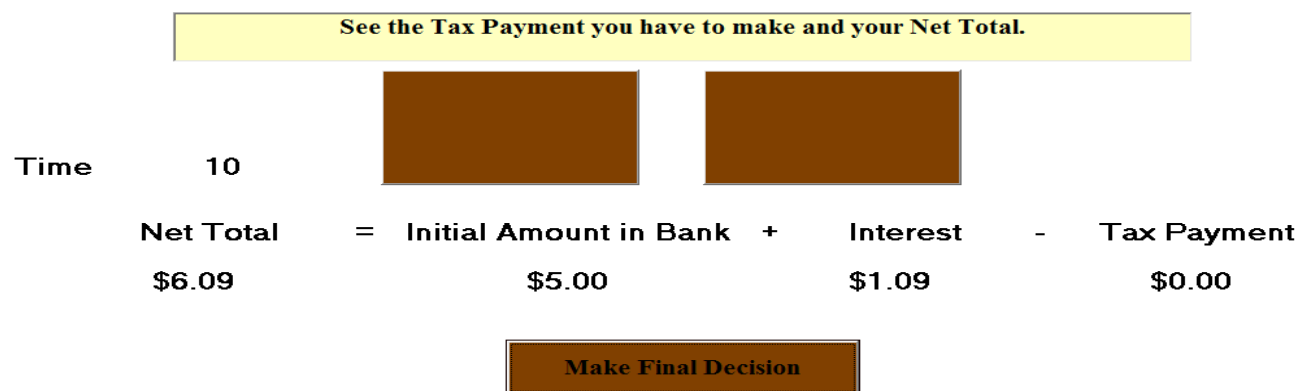 See the Tax Payment you have to make and your Net Total.
Time 10
Net Total = Initial Amount in Bank + Interest - Tax Payment
$6.09 $5.00 $1.09 $0.00
Make Final Decision